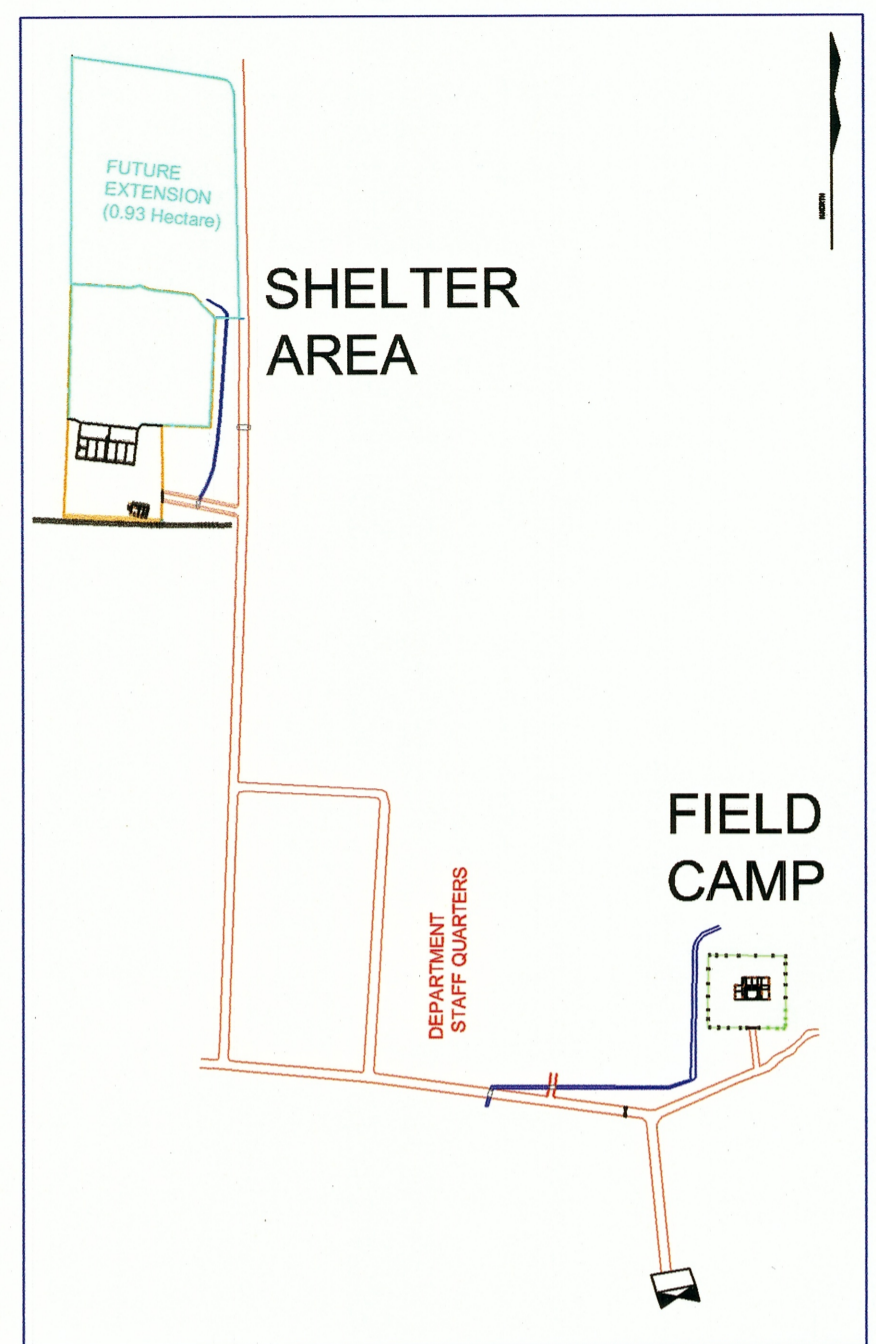 FUTURE
EXTENSION
(0.93 Hectare)
SHELTER
AREA
NORTH
FIELD
CAMP
DEPARTMENT
STAFF QUARTERS